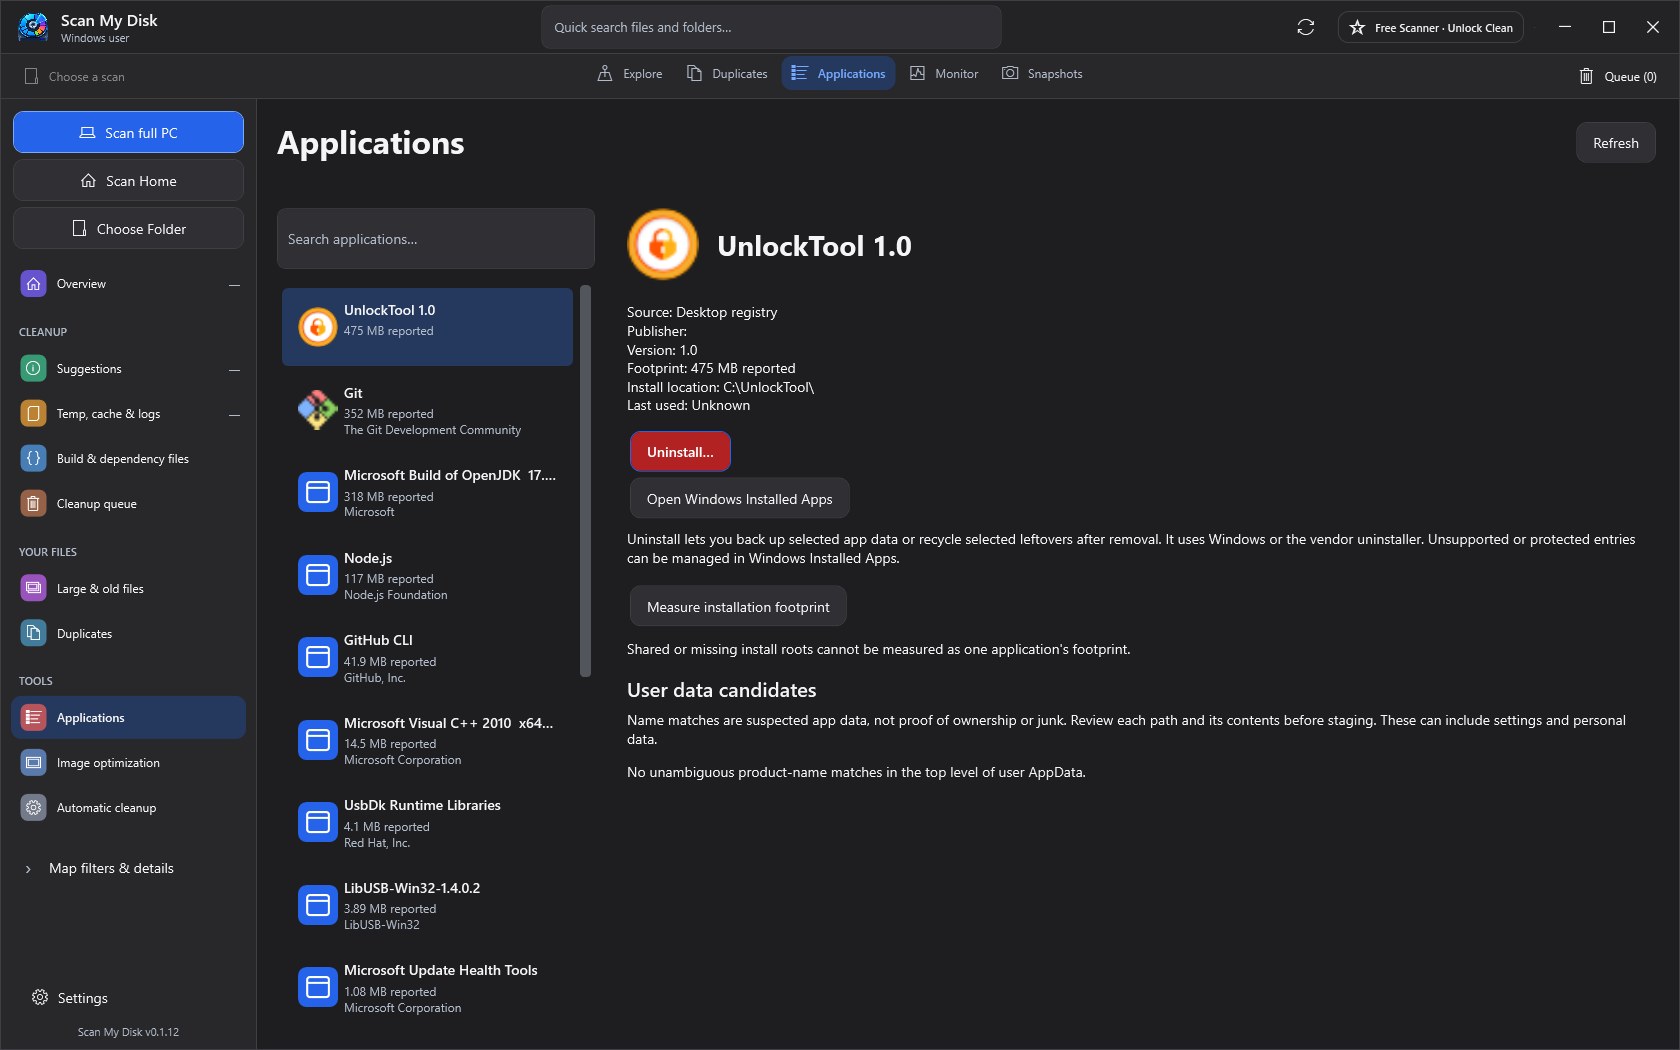 Scan My Disk
Windows user
Quick search files and folders...
Free Scanner · Unlock Clean
Choose a scan
Explore
Duplicates
Applications
Monitor
Snapshots
Queue (0)
Scan full PC
Scan Home
Choose Folder
Overview —
CLEANUP
Suggestions —
Temp, cache & logs —
Build & dependency files
Cleanup queue
YOUR FILES
Large & old files
Duplicates
TOOLS
Applications
Image optimization
Automatic cleanup
Map filters & details
Settings
Scan My Disk v0.1.12
Applications
Refresh
Search applications...
UnlockTool 1.0
475 MB reported
Git
352 MB reported
The Git Development Community
Microsoft Build of OpenJDK 17....
318 MB reported
Microsoft
Node.js
117 MB reported
Node.js Foundation
GitHub CLI
41.9 MB reported
GitHub, Inc.
Microsoft Visual C++ 2010 x64...
14.5 MB reported
Microsoft Corporation
UsbDk Runtime Libraries
4.1 MB reported
Red Hat, Inc.
LibUSB-Win32-1.4.0.2
3.89 MB reported
LibUSB-Win32
Microsoft Update Health Tools
1.08 MB reported
Microsoft Corporation
UnlockTool 1.0
Source: Desktop registry
Publisher:
Version: 1.0
Footprint: 475 MB reported
Install location: C:\UnlockTool\
Last used: Unknown
Uninstall...
Open Windows Installed Apps
Uninstall lets you back up selected app data or recycle selected leftovers after removal. It uses Windows or the vendor uninstaller. Unsupported or protected entries
can be managed in Windows Installed Apps.
Measure installation footprint
Shared or missing install roots cannot be measured as one application's footprint.
User data candidates
Name matches are suspected app data, not proof of ownership or junk. Review each path and its contents before staging. These can include settings and personal
data.
No unambiguous product-name matches in the top level of user AppData.